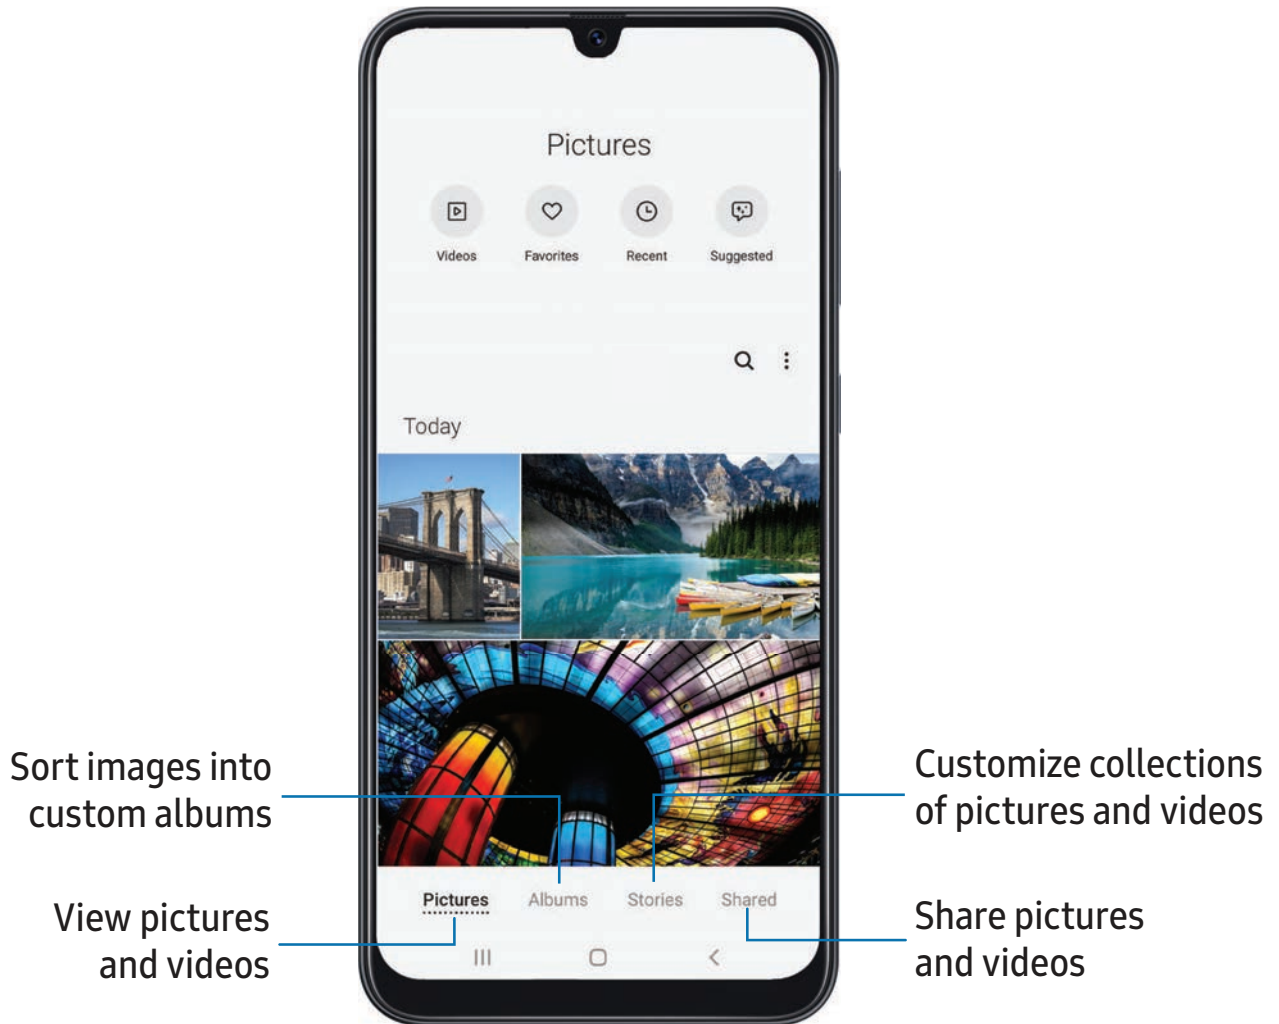 Pictures
Videos Favorites Recent Suggested
Today
Sort images into
custom albums
Customize collections
of pictures and videos
Pictures Albums Stories Shared
View pictures
and videos
Share pictures
and videos